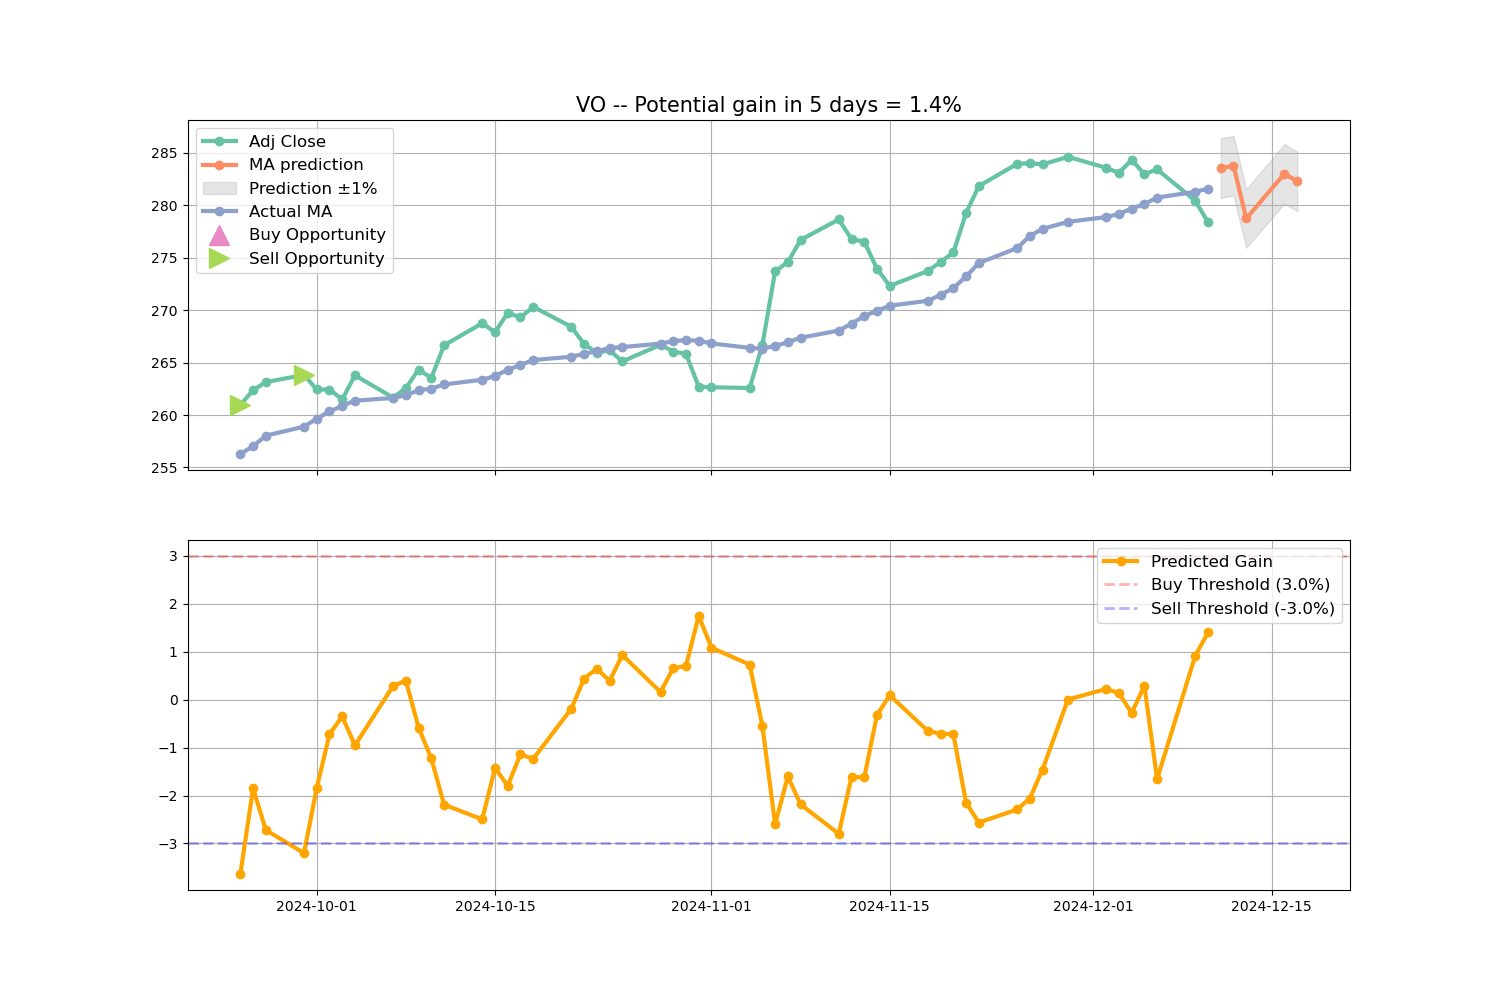 VO -- Potential gain in 5 days = 1.4%
Adj Close
MA prediction
Prediction ±1%
Actual MA
Buy Opportunity
Sell Opportunity
285
280
275
270
265
260
255
Predicted Gain
Buy Threshold (3.0%)
Sell Threshold (-3.0%)
3
2
1
0
−1
−2
−3
2024-10-01
2024-10-15
2024-11-01
2024-11-15
2024-12-01
2024-12-15